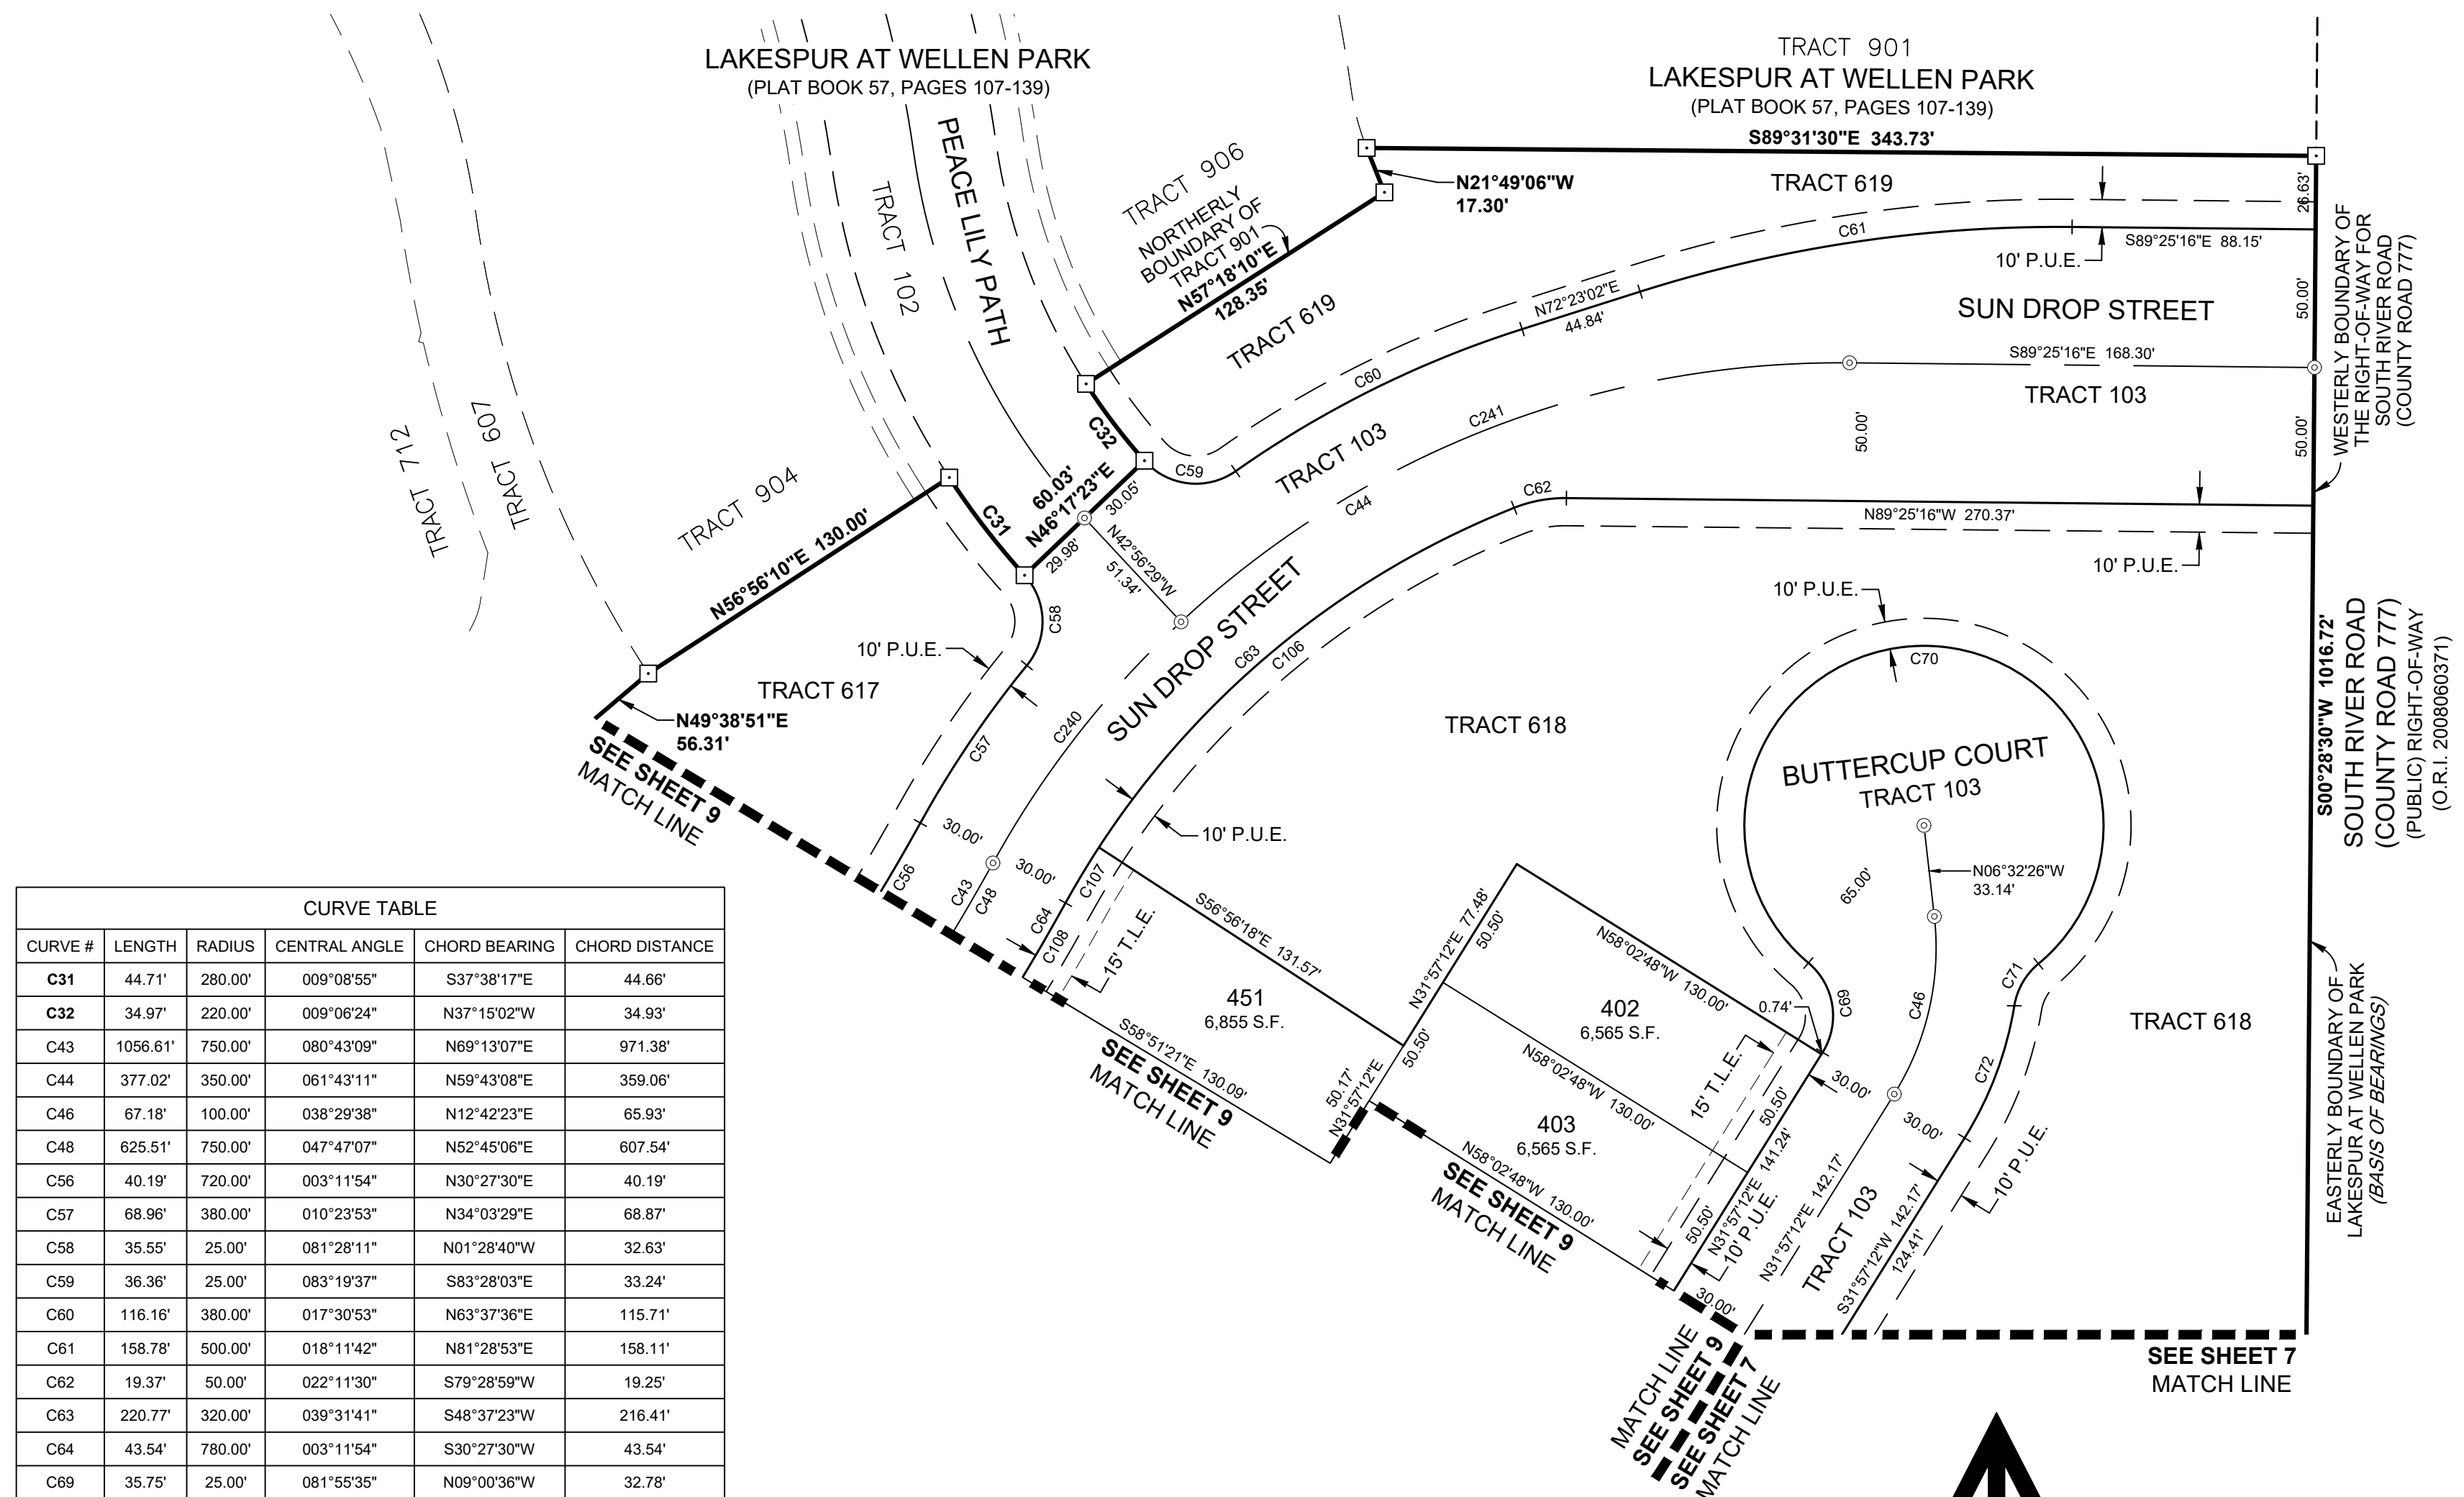 LAKESPUR AT WELLEN PARK
(PLAT BOOK 57, PAGES 107-139)
TRACT 901
LAKESPUR AT WELLEN PARK
(PLAT BOOK 57, PAGES 107-139)
S89°31'30"E 343.73'
N21°49'06"W
17.30'
TRACT 619
26.63'
C61
S89°25'16"E 88.15'
10' P.U.E.
WESTERLY BOUNDARY OF
THE RIGHT-OF-WAY FOR
SOUTH RIVER ROAD
(COUNTY ROAD 777)
PEACE LILY PATH
TRACT 102
TRACT 906
NORTHERLY
BOUNDARY OF
TRACT 901
N57°18'10"E
128.35'
TRACT 619
N72°23'02"E
44.84'
50.00'
SUN DROP STREET
S89°25'16"E 168.30'
TRACT 103
C60
C241
C32
C59
TRACT 103
50.00'
50.00'
TRACT 712
TRACT 607
TRACT 904
N56°56'10"E 130.00'
C31
60.03'
N46°17'23"E
30.05'
29.98'
N42°56'29"W
51.34'
C44
C62
N89°25'16"W 270.37'
10' P.U.E.
10' P.U.E.
C58
10' P.U.E.
SUN DROP STREET
C63
C106
TRACT 617
N49°38'51"E
56.31'
SEE SHEET 9
MATCH LINE
C57
C240
TRACT 618
C70
BUTTERCUP COURT
TRACT 103
N06°32'26"W
33.14'
65.00'
S00°28'30"W 1016.72'
SOUTH RIVER ROAD
(COUNTY ROAD 777)
(PUBLIC) RIGHT-OF-WAY
(O.R.I. 2008060371)
30.00'
30.00'
10' P.U.E.
C56
C43
C48
C64
C107
C108
15' T.L.E.
S56°56'18"E 131.57'
451
6,855 S.F.
S58°51'21"E 130.09'
SEE SHEET 9
MATCH LINE
N31°57'12"E 77.48'
50.50'
N58°02'48"W 130.00'
402
6,565 S.F.
0.74'
C69
C46
C71
C72
TRACT 618
50.50'
50.17'
N31°57'12"E
N58°02'48"W 130.00'
15' T.L.E.
403
6,565 S.F.
N58°02'48"W 130.00'
SEE SHEET 9
MATCH LINE
50.50'
50.50'
N31°57'12"E 141.24'
10' P.U.E.
30.00'
30.00'
30.00'
N31°57'12"E 142.17'
TRACT 103
S31°57'12"W 142.17'
124.41'
10' P.U.E.
EASTERLY BOUNDARY OF
LAKESPUR AT WELLEN PARK
(BASIS OF BEARINGS)
SEE SHEET 7
MATCH LINE
MATCH LINE
SEE SHEET 9
SEE SHEET 7
MATCH LINE
CURVE TABLE
CURVE # LENGTH RADIUS CENTRAL ANGLE CHORD BEARING CHORD DISTANCE
C31 44.71' 280.00' 009°08'55" S37°38'17"E 44.66'
C32 34.97' 220.00' 009°06'24" N37°15'02"W 34.93'
C43 1056.61' 750.00' 080°43'09" N69°13'07"E 971.38'
C44 377.02' 350.00' 061°43'11" N59°43'08"E 359.06'
C46 67.18' 100.00' 038°29'38" N12°42'23"E 65.93'
C48 625.51' 750.00' 047°47'07" N52°45'06"E 607.54'
C56 40.19' 720.00' 003°11'54" N30°27'30"E 40.19'
C57 68.96' 380.00' 010°23'53" N34°03'29"E 68.87'
C58 35.55' 25.00' 081°28'11" N01°28'40"W 32.63'
C59 36.36' 25.00' 083°19'37" S83°28'03"E 33.24'
C60 116.16' 380.00' 017°30'53" N63°37'36"E 115.71'
C61 158.78' 500.00' 018°11'42" N81°28'53"E 158.11'
C62 19.37' 50.00' 022°11'30" S79°28'59"W 19.25'
C63 220.77' 320.00' 039°31'41" S48°37'23"W 216.41'
C64 43.54' 780.00' 003°11'54" S30°27'30"W 43.54'
C69 35.75' 25.00' 081°55'35" N09°00'36"W 32.78'